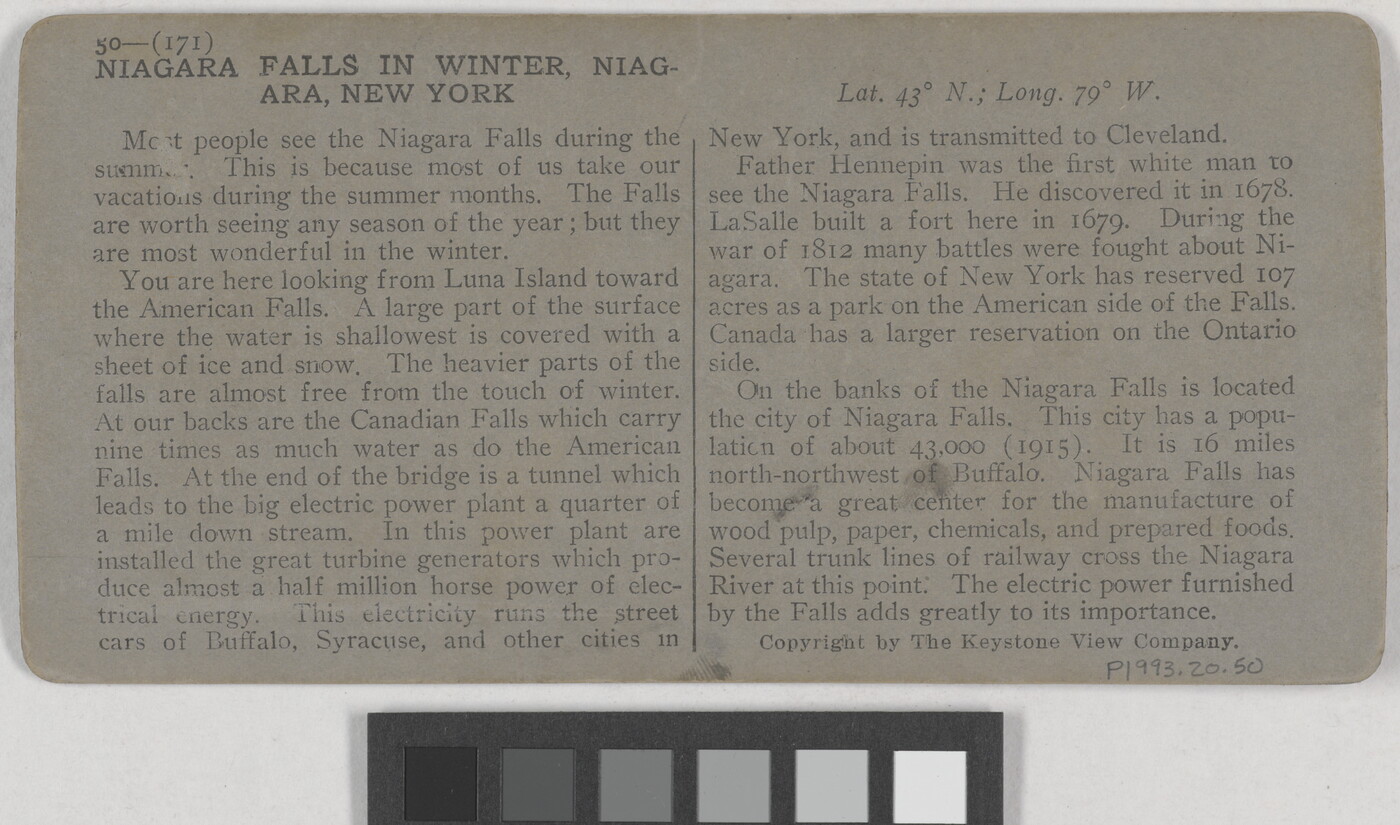 50—(171)
NIAGARA FALLS IN WINTER, NIAG-
ARA, NEW YORK
Lat. 43° N.; Long. 79° W.
Most people see the Niagara Falls during the
summer. This is because most of us take our
vacations during the summer months. The Falls
are worth seeing any season of the year; but they
are most wonderful in the winter.
You are here looking from Luna Island toward
the American Falls. A large part of the surface
where the water is shallowest is covered with a
sheet of ice and snow. The heavier parts of the
falls are almost free from the touch of winter.
At our backs are the Canadian Falls which carry
nine times as much water as do the American
Falls. At the end of the bridge is a tunnel which
leads to the big electric power plant a quarter of
a mile down stream. In this power plant are
installed the great turbine generators which pro-
duce almost a half million horse power of elec-
trical energy. This electricity runs the street
cars of Buffalo, Syracuse, and other cities in
New York, and is transmitted to Cleveland.
Father Hennepin was the first white man to
see the Niagara Falls. He discovered it in 1678.
LaSalle built a fort here in 1679. During the
war of 1812 many battles were fought about Ni-
agara. The state of New York has reserved 107
acres as a park on the American side of the Falls.
Canada has a larger reservation on the Ontario
side.
On the banks of the Niagara Falls is located
the city of Niagara Falls. This city has a popu-
lation of about 43,000 (1915). It is 16 miles
north-northwest of Buffalo. Niagara Falls has
become a great center for the manufacture of
wood pulp, paper, chemicals, and prepared foods.
Several trunk lines of railway cross the Niagara
River at this point. The electric power furnished
by the Falls adds greatly to its importance.
Copyright by The Keystone View Company.
P1993.20.50